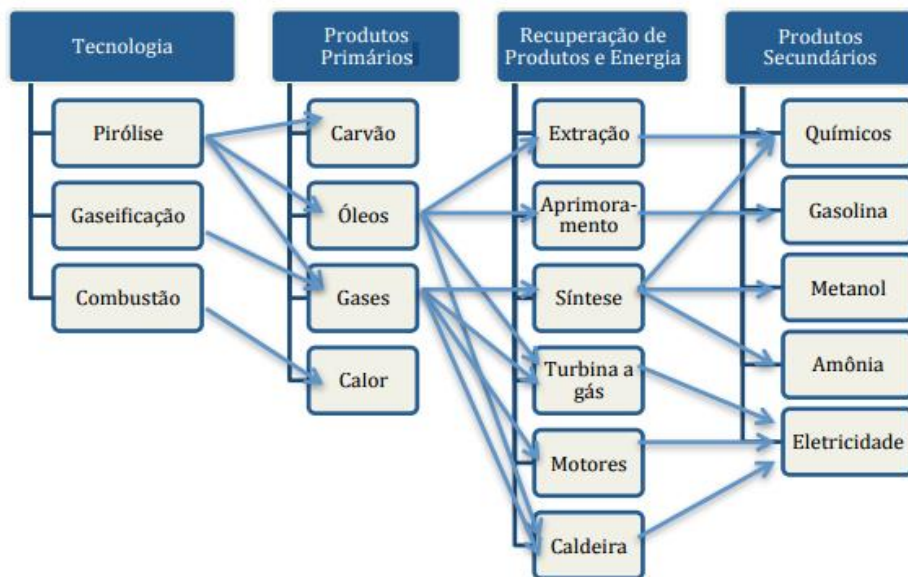 Tecnologia
Pirólise
Gaseificação
Combustão
Produtos
Primários
Carvão
Óleos
Gases
Calor
Recuperação de
Produtos e Energia
Extração
Aprimora-
mento
Síntese
Turbina a
gás
Motores
Caldeira
Produtos
Secundários
Químicos
Gasolina
Metanol
Amônia
Eletricidade